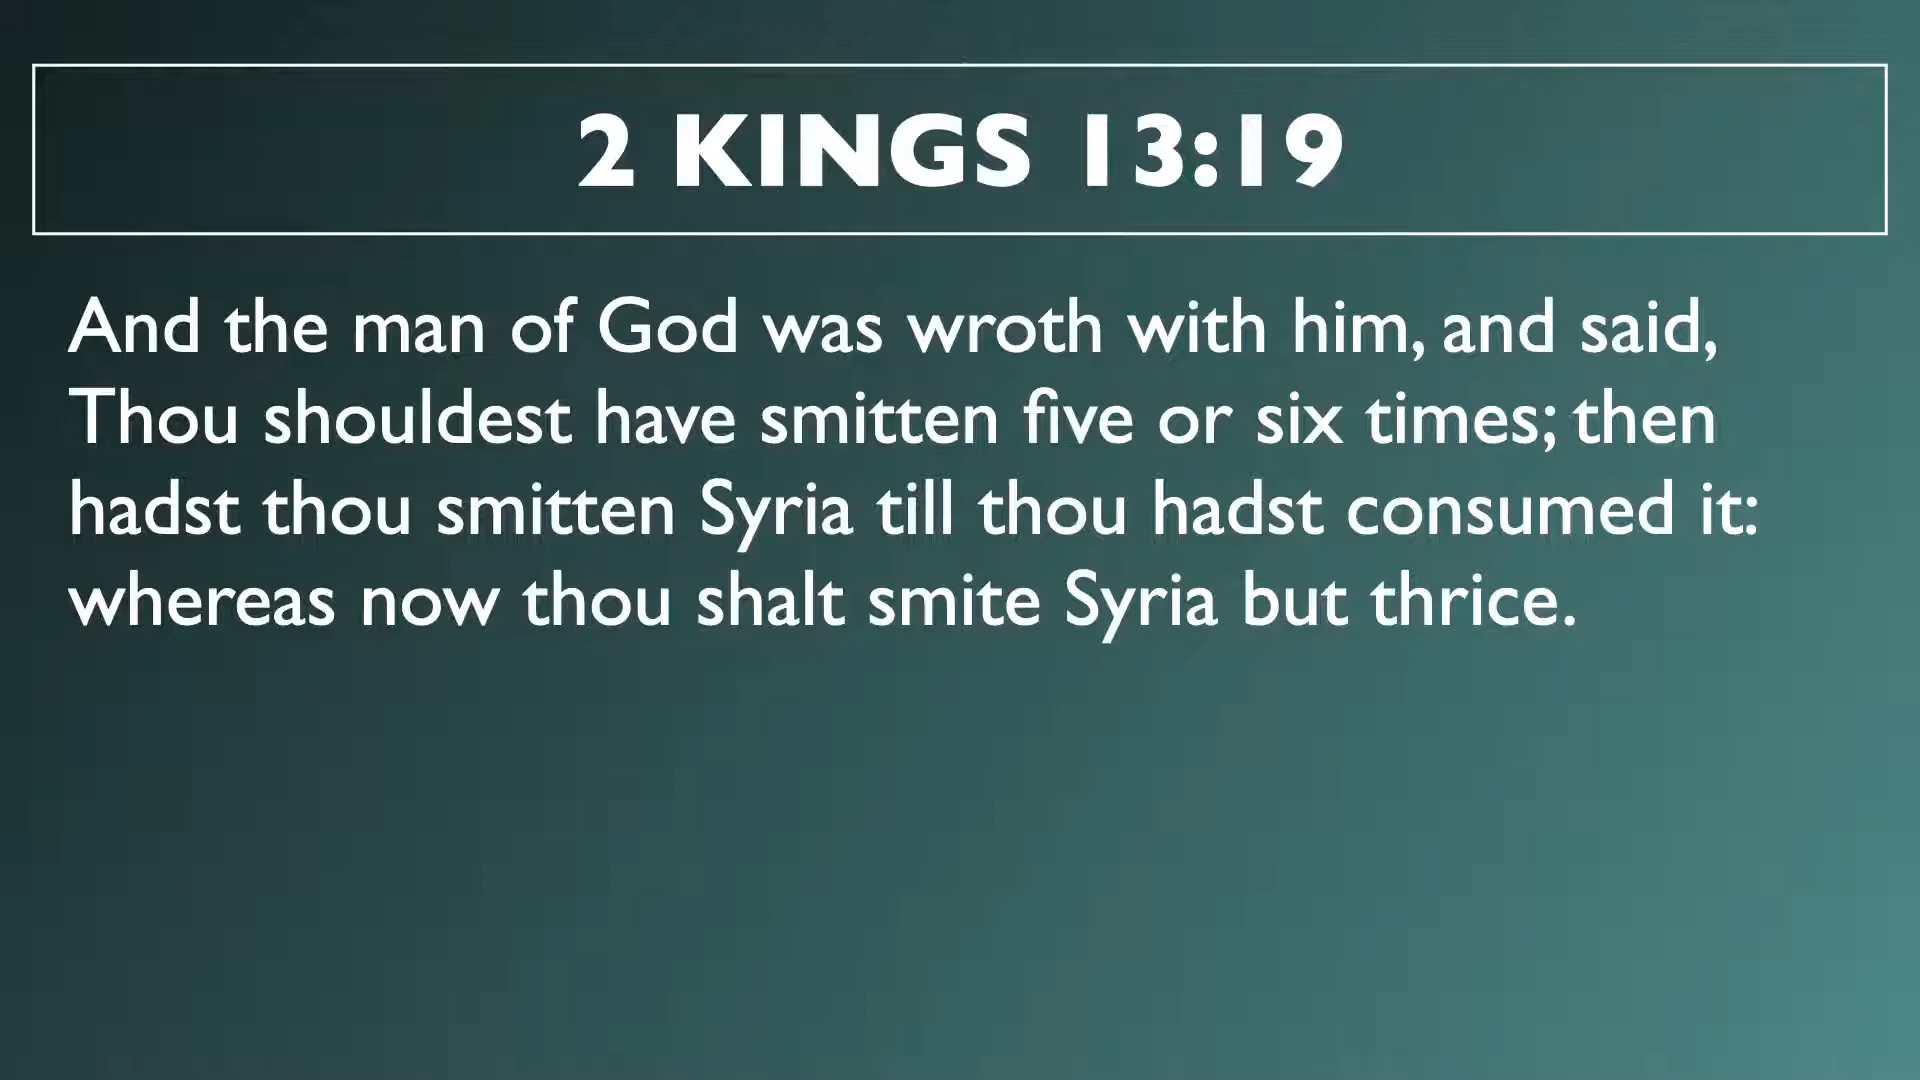 2 KINGS 13:19
And the man of God was wroth with him, and said,
Thou shouldest have smitten five or six times; then
hadst thou smitten Syria till thou hadst consumed it:
whereas now thou shalt smite Syria but thrice.